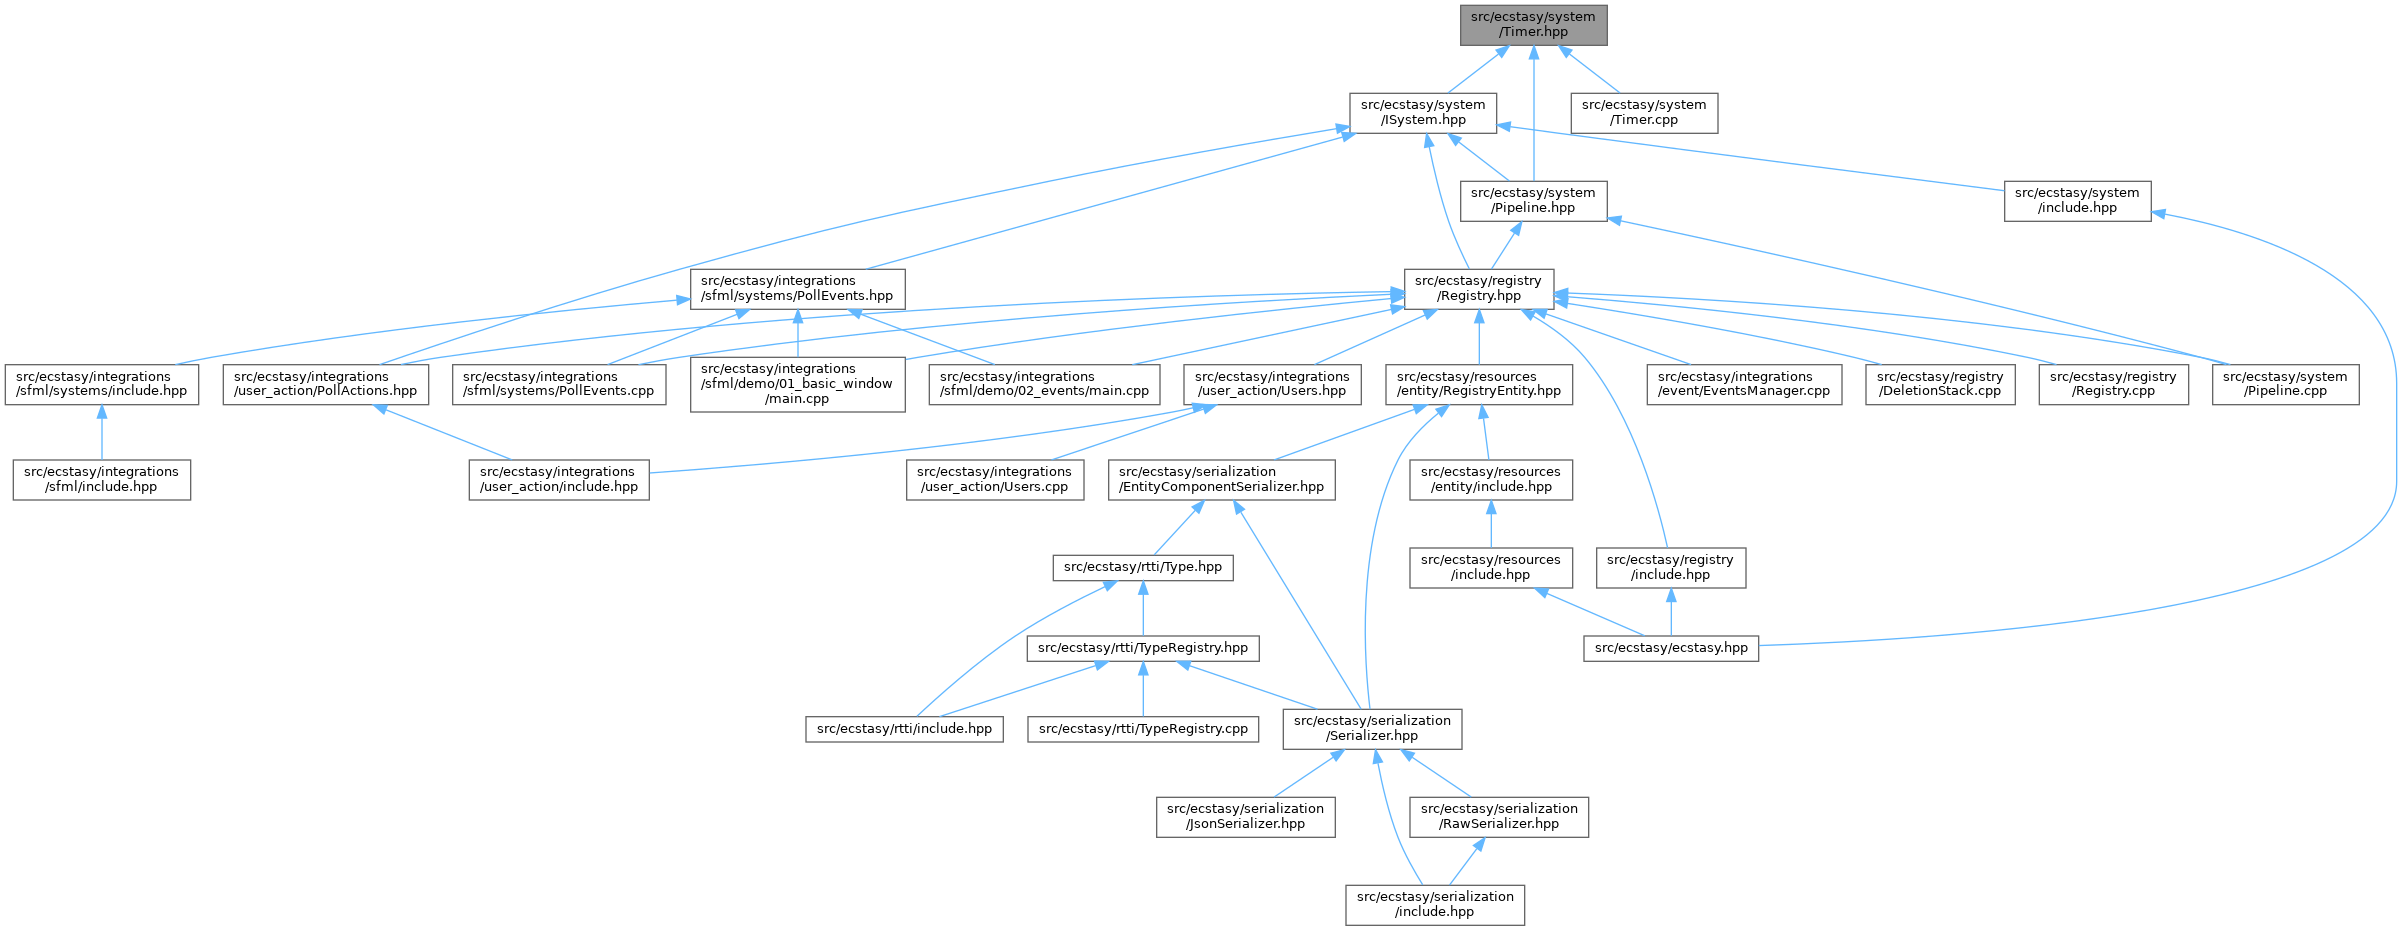 src/ecstasy/system
/Timer.hpp
src/ecstasy/system
/ISystem.hpp
src/ecstasy/system
/Timer.cpp
src/ecstasy/system
/Pipeline.hpp
src/ecstasy/system
/include.hpp
src/ecstasy/integrations
/sfml/systems/PollEvents.hpp
src/ecstasy/registry
/Registry.hpp
src/ecstasy/integrations
/sfml/systems/include.hpp
src/ecstasy/integrations
/user_action/PollActions.hpp
src/ecstasy/integrations
/sfml/systems/PollEvents.cpp
src/ecstasy/integrations
/sfml/demo/01_basic_window
/main.cpp
src/ecstasy/integrations
/sfml/demo/02_events/main.cpp
src/ecstasy/integrations
/user_action/Users.hpp
src/ecstasy/resources
/entity/RegistryEntity.hpp
src/ecstasy/integrations
/event/EventsManager.cpp
src/ecstasy/registry
/DeletionStack.cpp
src/ecstasy/registry
/Registry.cpp
src/ecstasy/system
/Pipeline.cpp
src/ecstasy/integrations
/sfml/include.hpp
src/ecstasy/integrations
/user_action/include.hpp
src/ecstasy/integrations
/user_action/Users.cpp
src/ecstasy/serialization
/EntityComponentSerializer.hpp
src/ecstasy/resources
/entity/include.hpp
src/ecstasy/rtti/Type.hpp
src/ecstasy/resources
/include.hpp
src/ecstasy/registry
/include.hpp
src/ecstasy/rtti/TypeRegistry.hpp
src/ecstasy/ecstasy.hpp
src/ecstasy/rtti/include.hpp
src/ecstasy/rtti/TypeRegistry.cpp
src/ecstasy/serialization
/Serializer.hpp
src/ecstasy/serialization
/JsonSerializer.hpp
src/ecstasy/serialization
/RawSerializer.hpp
src/ecstasy/serialization
/include.hpp